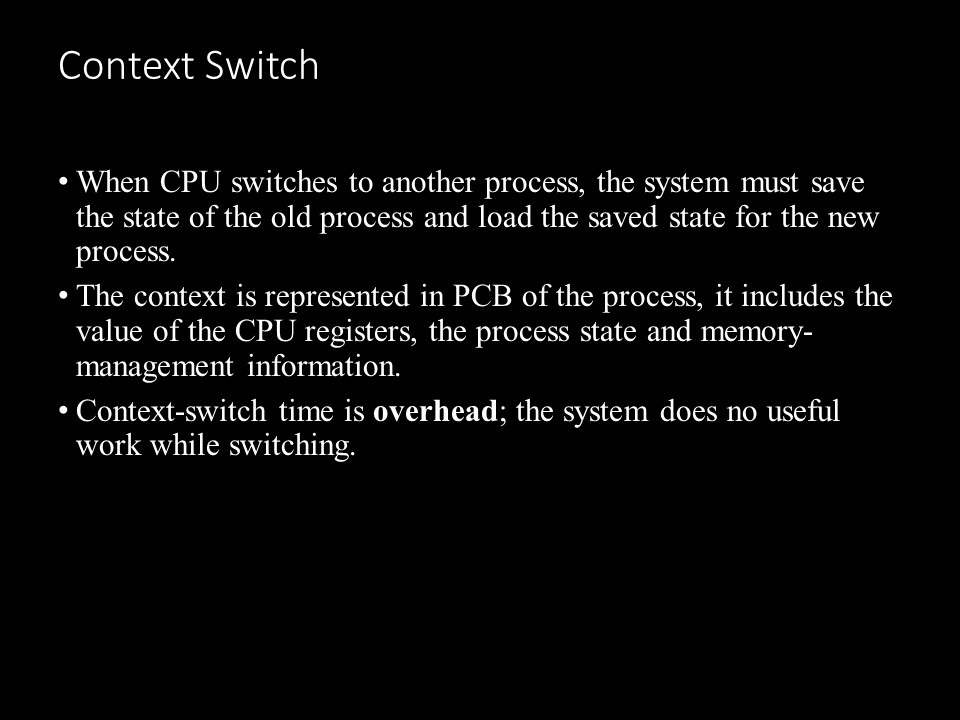 Context Switch
• When CPU switches to another process, the system must save
the state of the old process and load the saved state for the new
process.
• The context is represented in PCB of the process, it includes the
value of the CPU registers, the process state and memory-
management information.
• Context-switch time is overhead; the system does no useful
work while switching.